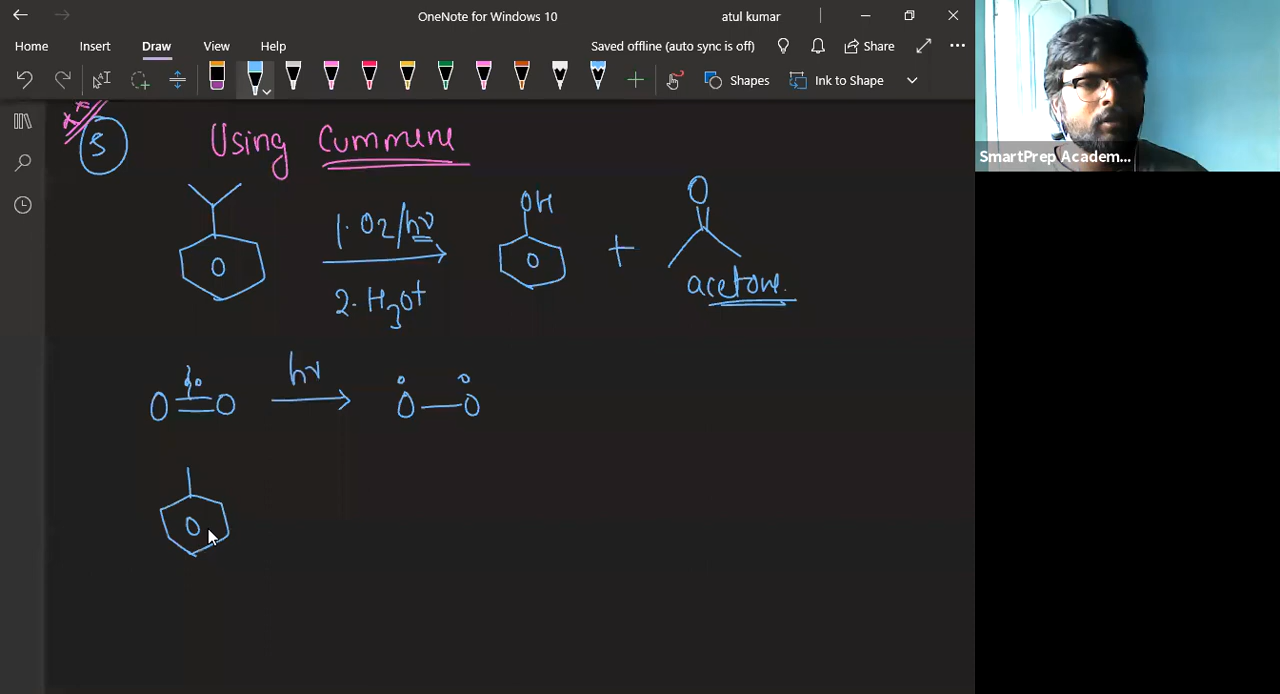 OneNote for Windows 10
atul kumar
Home Insert Draw View Help
Saved offline (auto sync is off)
Share
Shapes
Ink to Shape
SmartPrep Academ...
5
Using Cummene
1. O2/hν
2. H3O+
OH
+
O
acetone.
O = O
hν
O — O